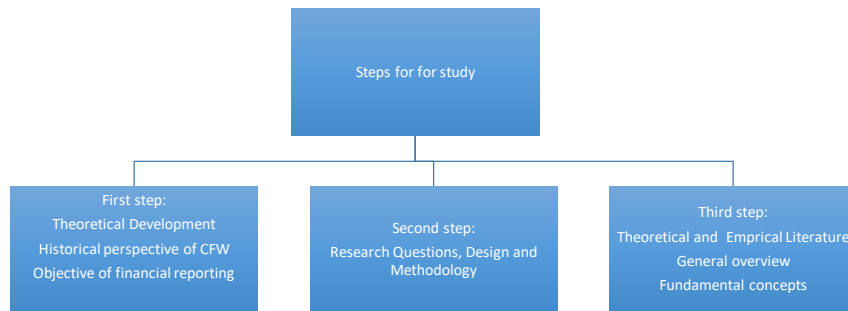 Steps for for study
First step:
Theoretical Development
Historical perspective of CFW
Objective of financial reporting
Second step:
Research Questions, Design and
Methodology
Third step:
Theoretical and Emprical Literature
General overview
Fundamental concepts